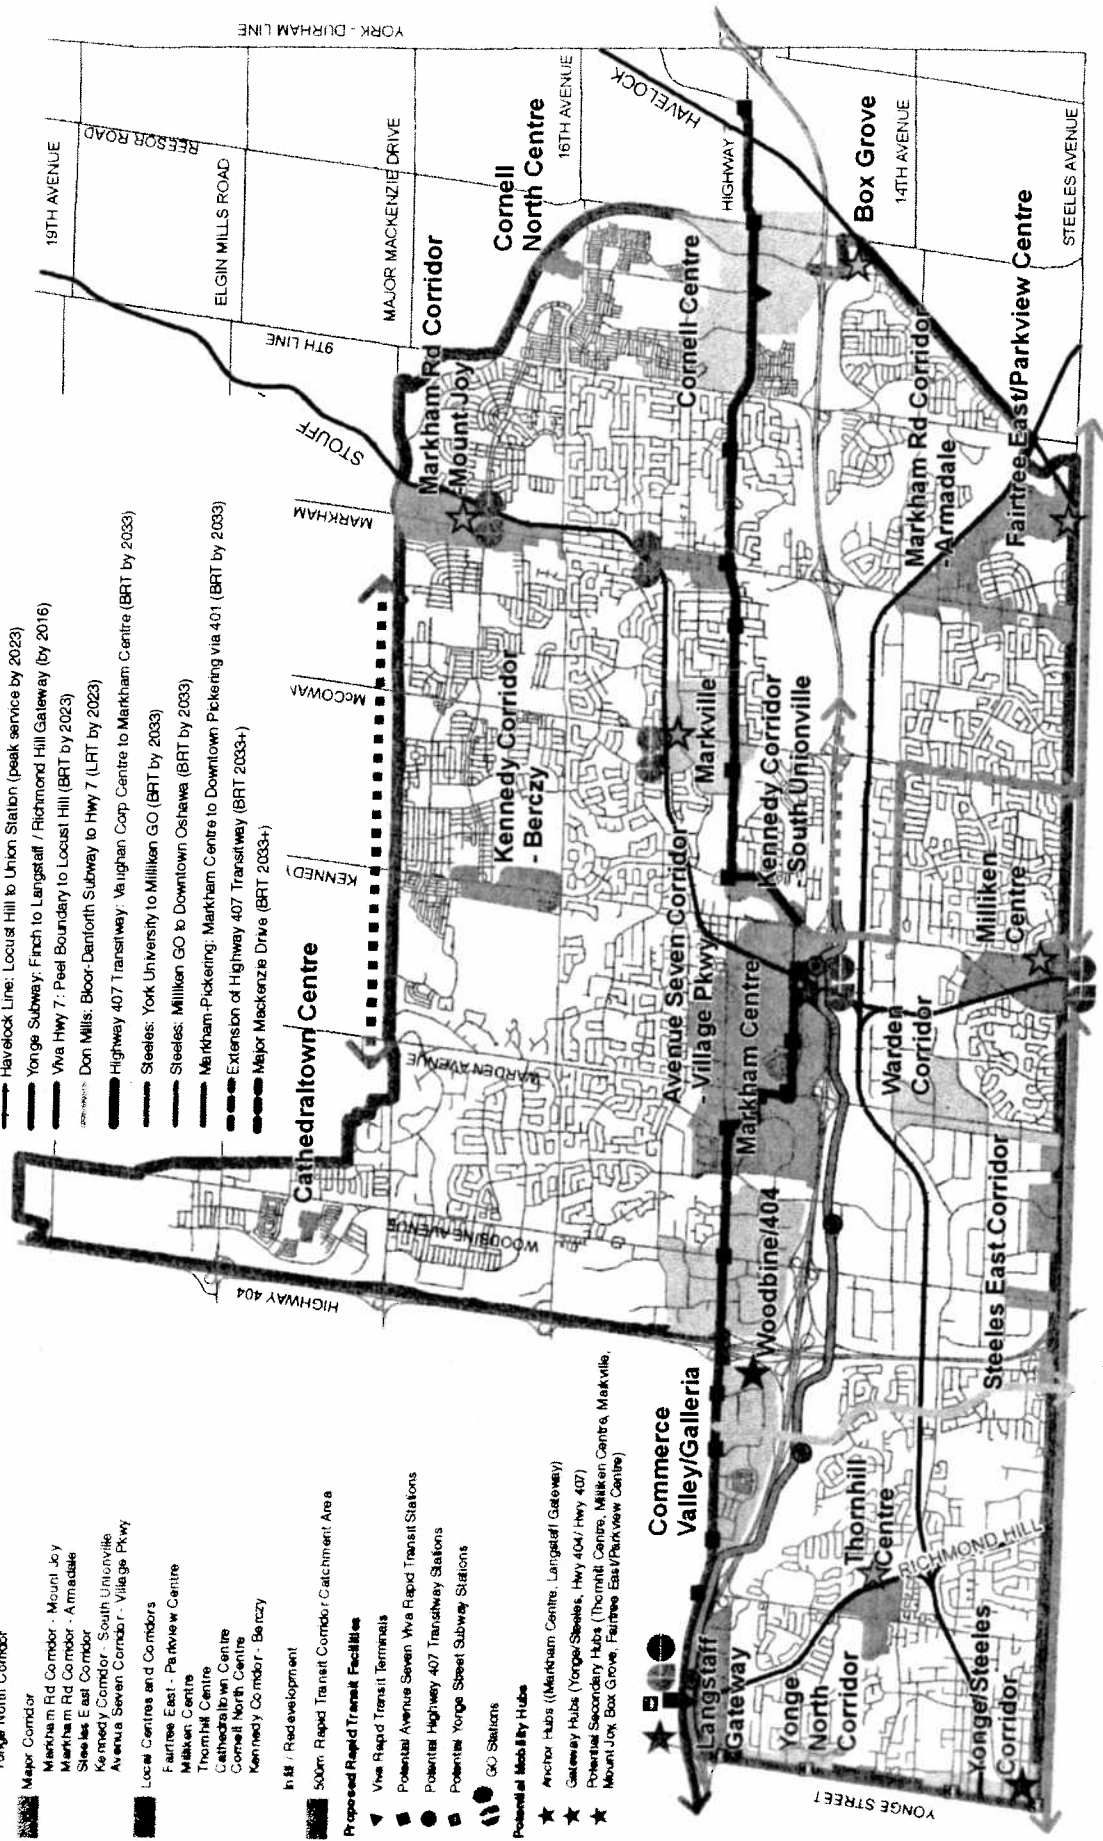 Havelock Line: Locust Hill to Union Station (peak service by 2023)
Yonge Subway: Finch to Langstaff / Richmond Hill Gateway (by 2016)
Viva Hwy 7: Peel Boundary to Locust Hill (BRT by 2023)
Don Mills: Bloor-Danforth Subway to Hwy 7 (LRT by 2023)
Highway 407 Transitway: Vaughan Corp Centre to Markham Centre (BRT by 2033)
Steeles: York University to Milliken GO (BRT by 2033)
Steeles: Milliken GO to Downtown Oshawa (BRT by 2033)
Markham-Pickering: Markham Centre to Downtown Pickering via 401 (BRT by 2033)
Extension of Highway 407 Transitway (BRT 2033+)
Major Mackenzie Drive (BRT 2033+)
Yonge North Corridor
Major Corridor
Markham Rd Corridor - Mount Joy
Markham Rd Corridor - Armadale
Steeles East Corridor
Kennedy Corridor - South Unionville
Avenue Seven Corridor - Village Pkwy
Local Centres and Corridors
Fairtree East - Parkview Centre
Milliken Centre
Thornhill Centre
Cathedraltown Centre
Cornell North Centre
Kennedy Corridor - Berczy
Infill / Redevelopment
500m Rapid Transit Corridor Catchment Area
Proposed Rapid Transit Facilities
Viva Rapid Transit Terminals
Potential Avenue Seven Viva Rapid Transit Stations
Potential Highway 407 Transitway Stations
Potential Yonge Street Subway Stations
GO Stations
Potential Mobility Hubs
Anchor Hubs ((Markham Centre, Langstaff Gateway)
Gateway Hubs (Yonge/Steeles, Hwy 404/ Hwy 407)
Potential Secondary Hubs (Thornhill Centre, Milliken Centre, Markville,
Mount Joy, Box Grove, Fairtree East/Parkview Centre)
YORK - DURHAM LINE
19TH AVENUE
REESOR ROAD
ELGIN MILLS ROAD
9TH LINE
MAJOR MACKENZIE DRIVE
16TH AVENUE
HAVELOCK
HIGHWAY 7
14TH AVENUE
STEELES AVENUE
STOUFF
MARKHAM
McCOWAN
KENNEDY
WARDEN AVENUE
WOODBINE AVENUE
HIGHWAY 404
YONGE STREET
RICHMOND HILL
Cornell
North Centre
Box Grove
Markham Rd Corridor
-Mount Joy
Cornell Centre
Markham Rd Corridor
- Armadale
Fairtree East/Parkview Centre
Kennedy Corridor
- Berczy
Markville
Kennedy Corridor
- South Unionville
Avenue Seven Corridor
- Village Pkwy
Markham Centre
Milliken
Centre
Warden
Corridor
Cathedraltown Centre
Woodbine/404
Steeles East Corridor
Commerce
Valley/Galleria
Thornhill
Centre
Langstaff
Gateway
Yonge
North
Corridor
Yonge/Steeles
Corridor